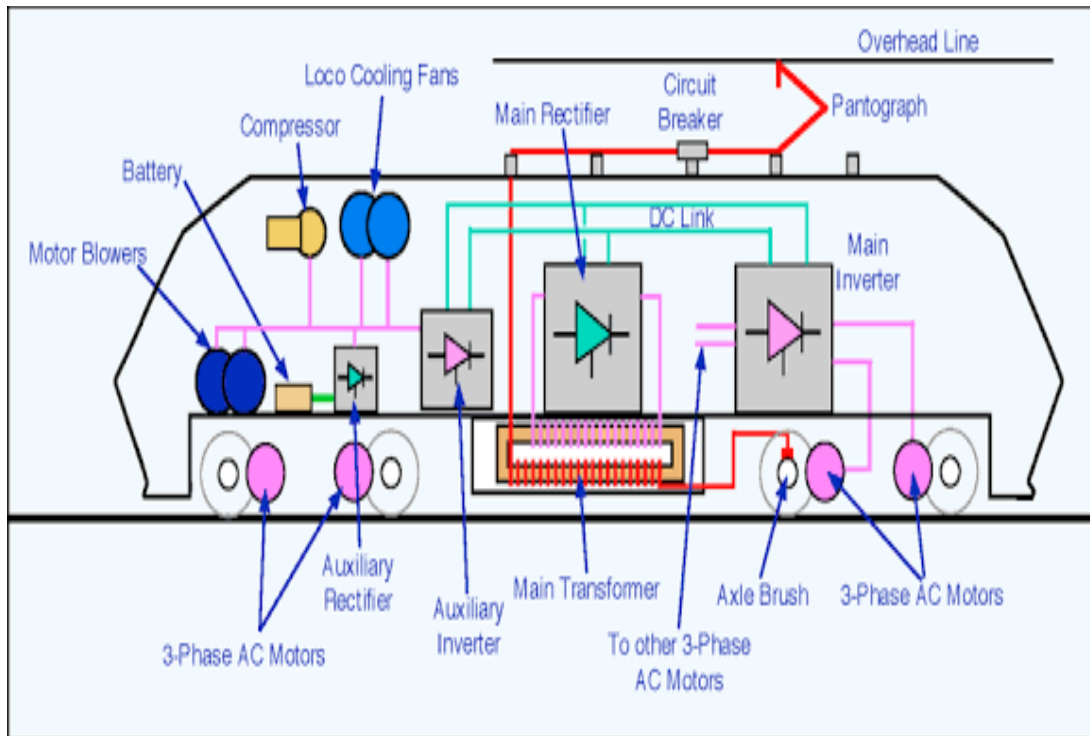 Overhead Line
Loco Cooling Fans
Circuit
Breaker
Main Rectifier
Pantograph
Compressor
Battery
DC Link
Motor Blowers
Main
Inverter
Auxiliary
Rectifier
Auxiliary
Inverter
Main Transformer
Axle Brush
3-Phase AC Motors
3-Phase AC Motors
To other 3-Phase
AC Motors